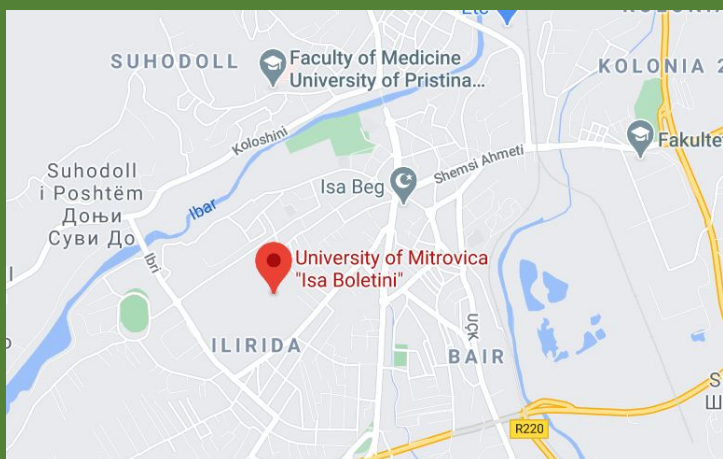 SUHODOLL
Faculty of Medicine
University of Pristina...
KOLONIA 2
Koloshini
Shemsi Ahmeti
Fakultet
Suhodoll
i Poshtëm
Доњи
Суви До
Ibar
Isa Beg
Ibri
University of Mitrovica
"Isa Boletini"
UÇK
ILIRIDA
BAIR
R220